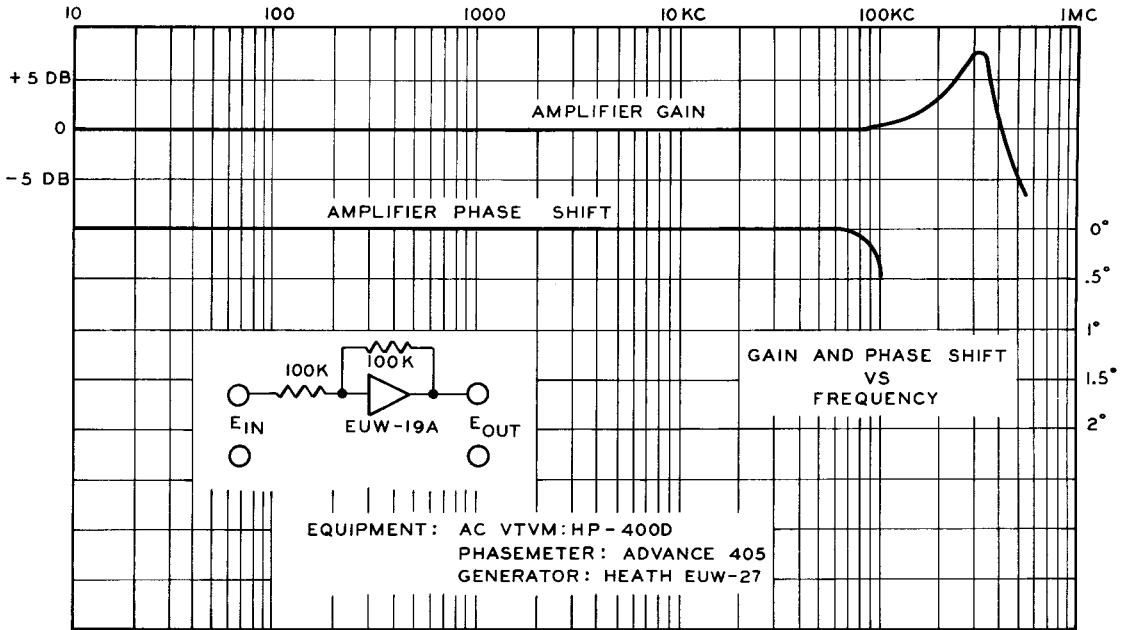 10 100 1000 10 KC 100KC 1MC
+5 DB
AMPLIFIER GAIN
0
-5 DB
AMPLIFIER PHASE SHIFT
0°
.5°
1°
GAIN AND PHASE SHIFT
VS
FREQUENCY
1.5°
2°
100K
100K
EIN
EUW-19A
EOUT
EQUIPMENT: AC VTVM: HP-400D
PHASEMETER: ADVANCE 405
GENERATOR: HEATH EUW-27